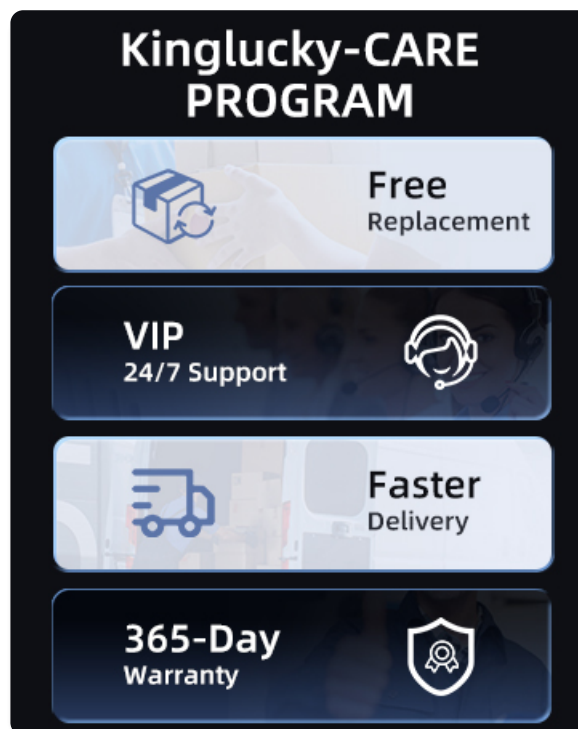 Kinglucky-CARE
PROGRAM
Free
Replacement
VIP
24/7 Support
Faster
Delivery
365-Day
Warranty